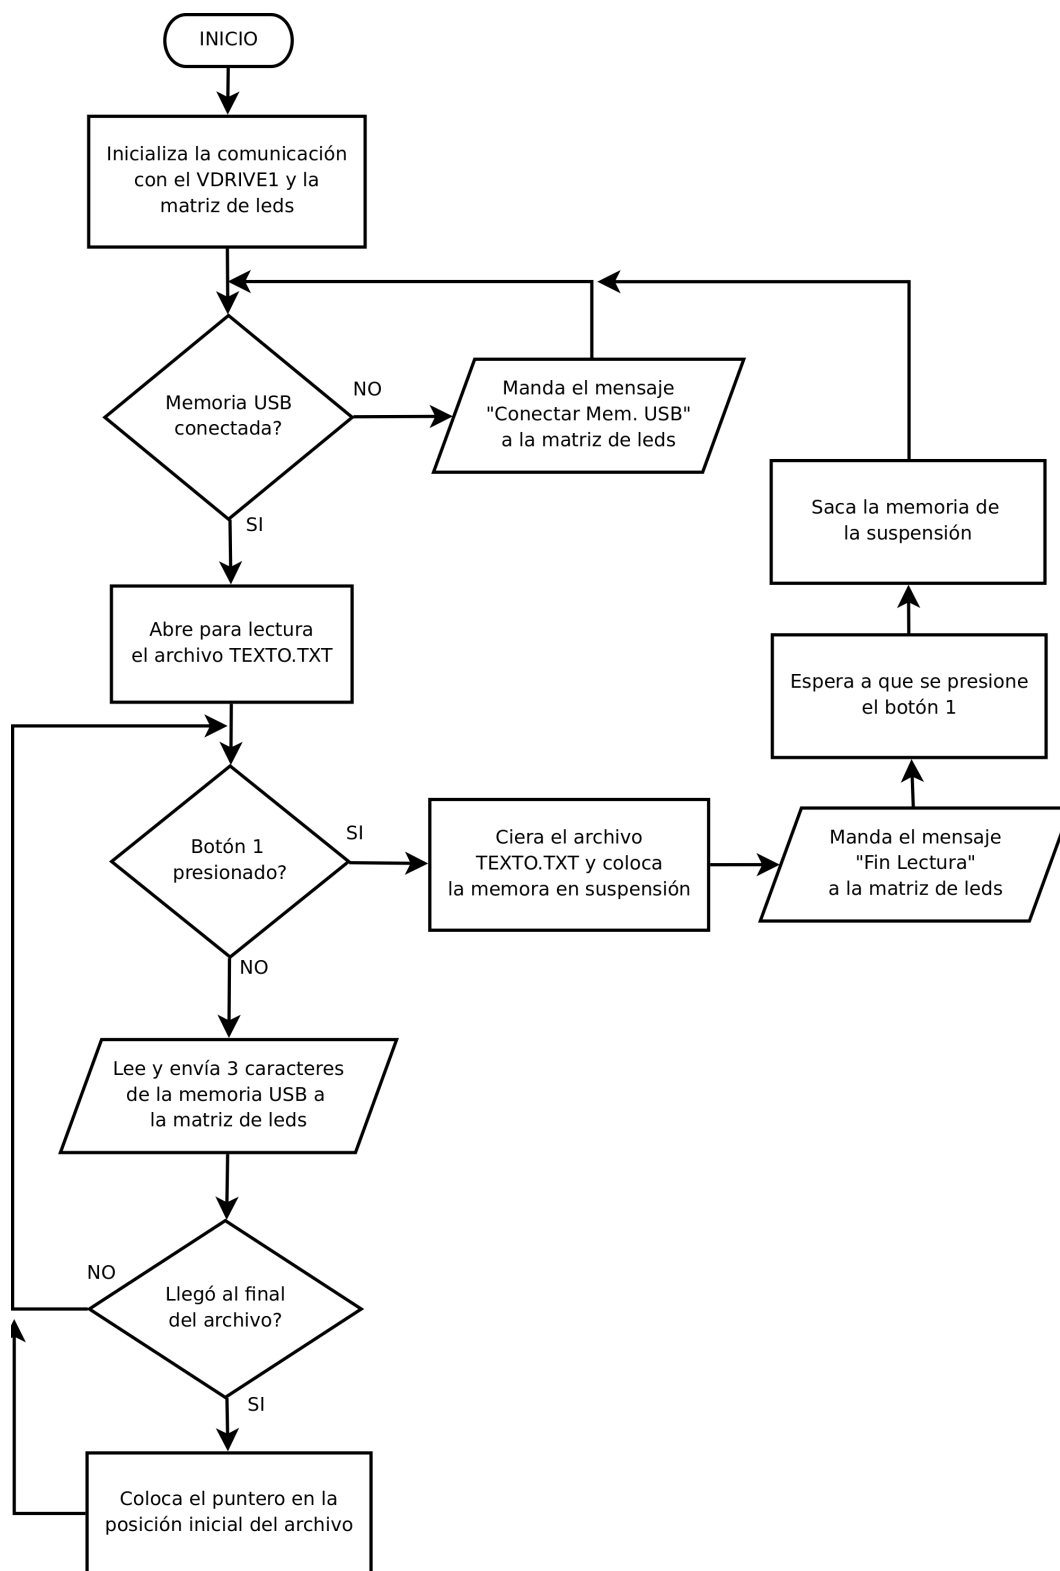 INICIO
Inicializa la comunicación
con el VDRIVE1 y la
matriz de leds
Memoria USB
conectada?
NO
Manda el mensaje
"Conectar Mem. USB"
a la matriz de leds
SI
Saca la memoria de
la suspensión
Abre para lectura
el archivo TEXTO.TXT
Espera a que se presione
el botón 1
Botón 1
presionado?
SI
Ciera el archivo
TEXTO.TXT y coloca
la memora en suspensión
Manda el mensaje
"Fin Lectura"
a la matriz de leds
NO
Lee y envía 3 caracteres
de la memoria USB a
la matriz de leds
NO
Llegó al final
del archivo?
SI
Coloca el puntero en la
posición inicial del archivo